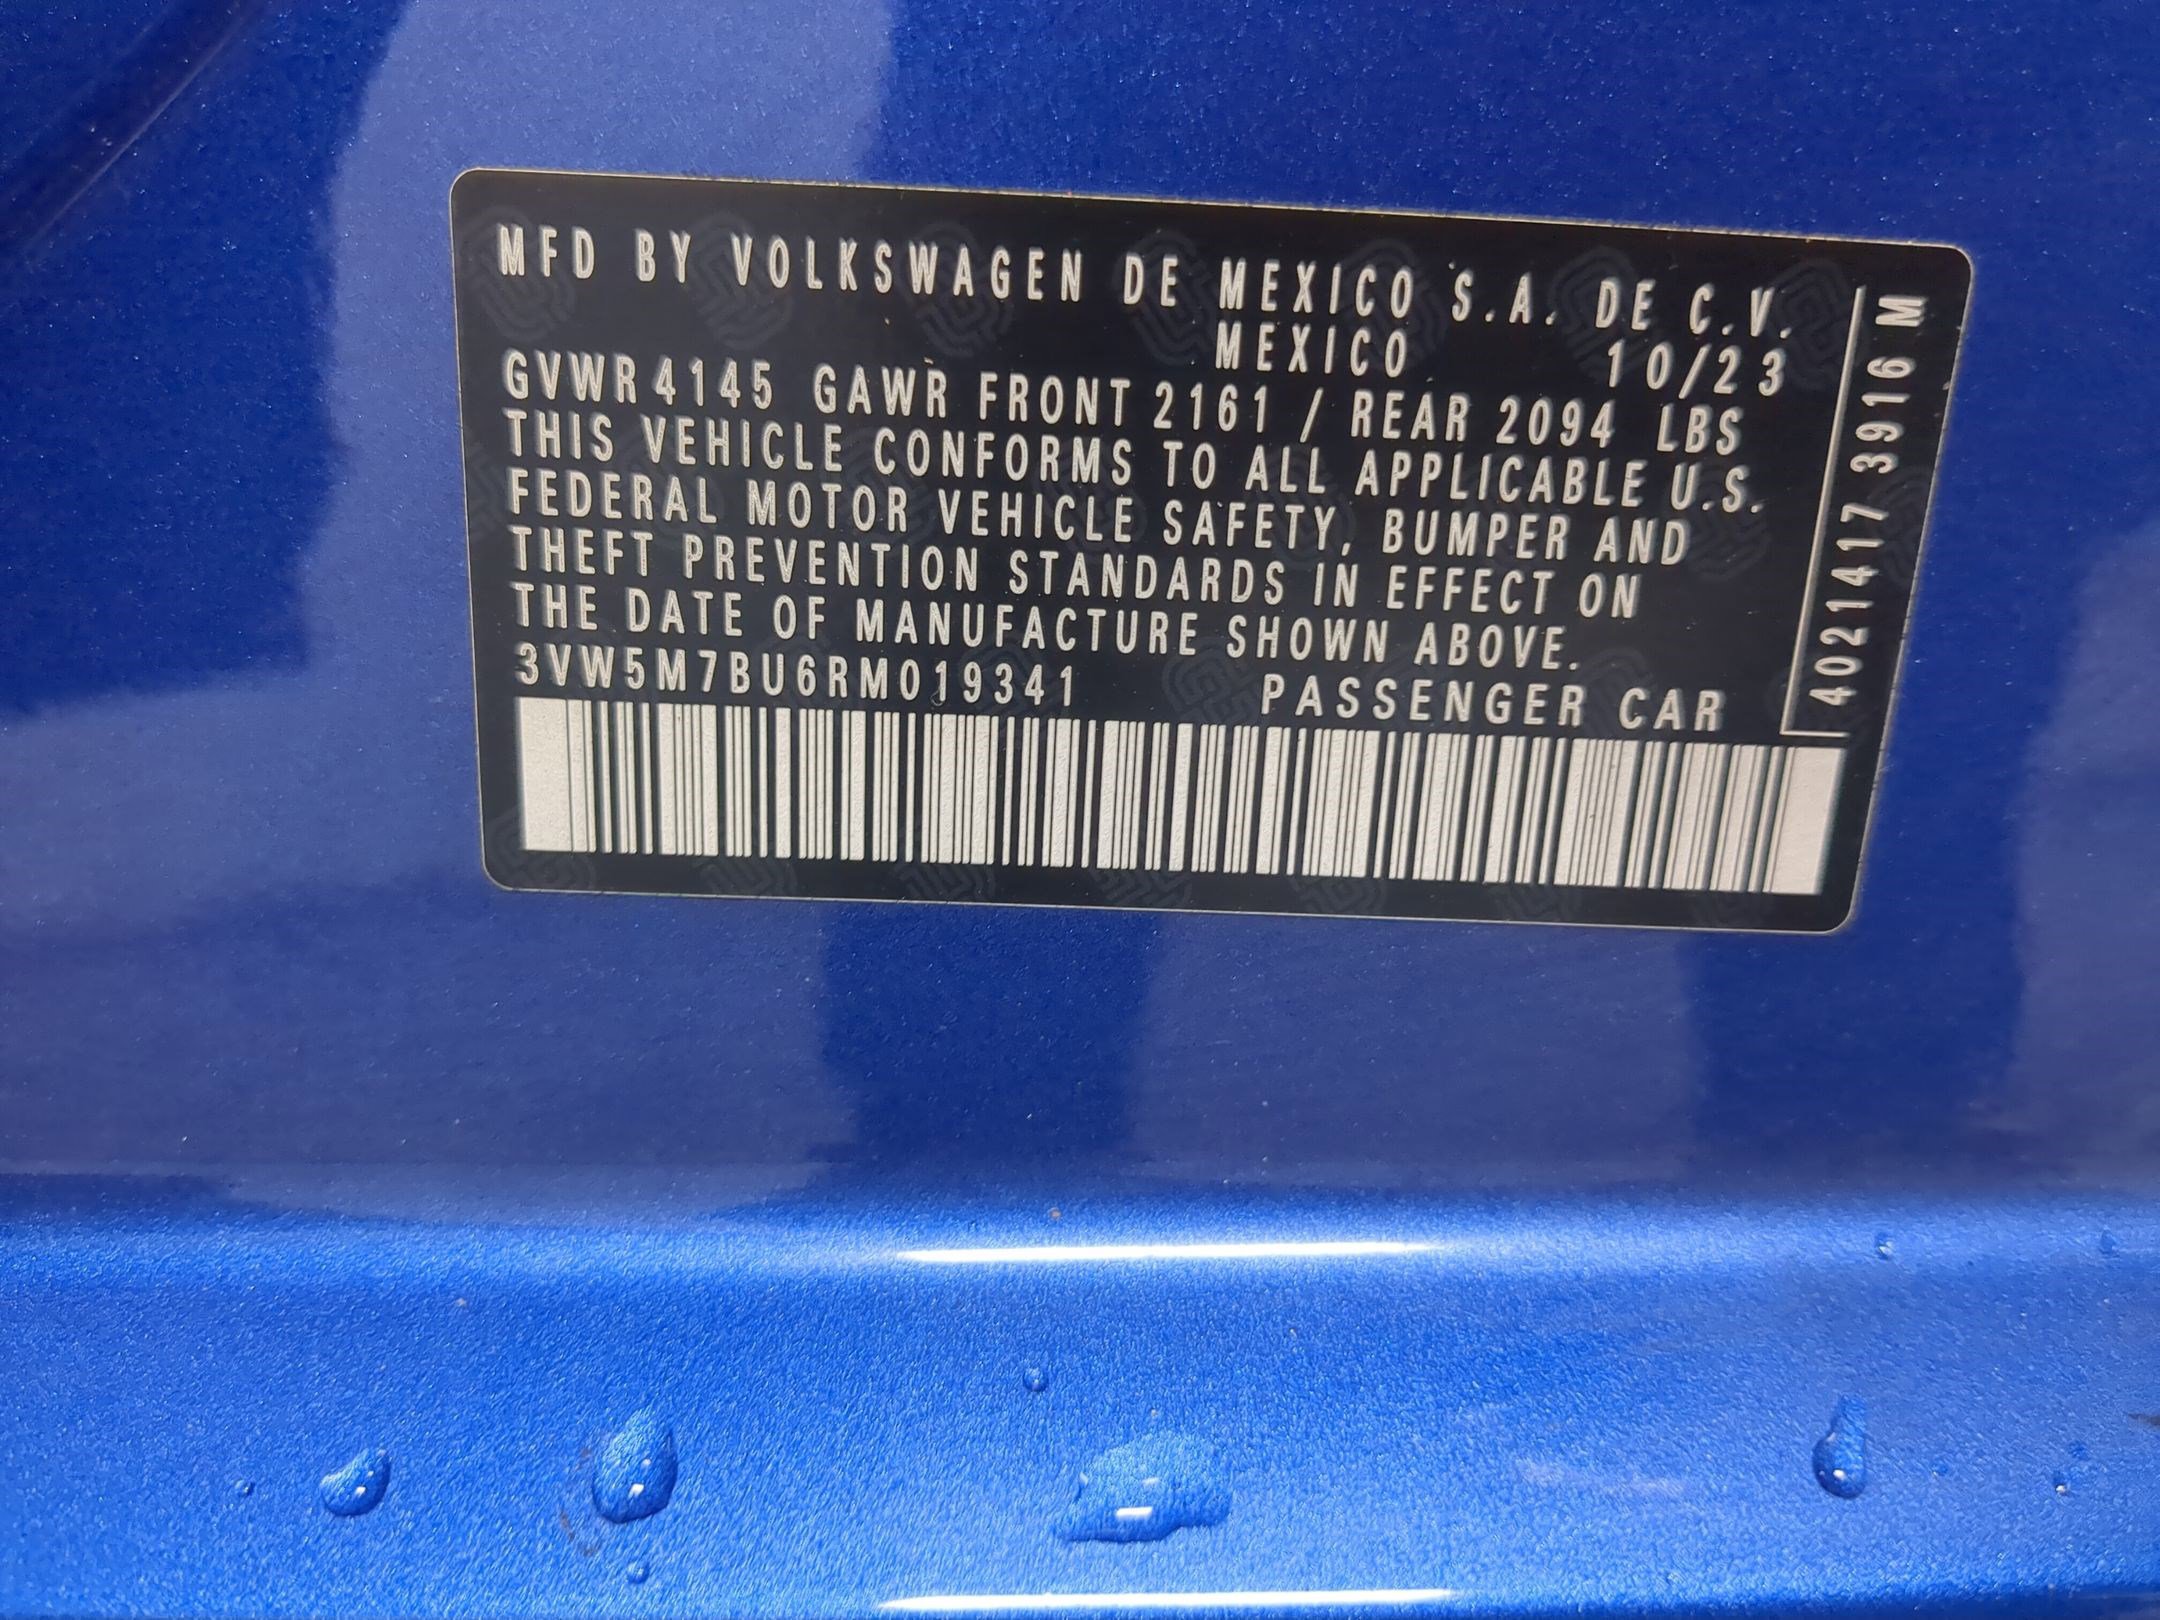 MFD BY VOLKSWAGEN DE MEXICO S.A. DE C.V.
MEXICO 10/23
GVWR 4145 GAWR FRONT 2161 / REAR 2094 LBS
THIS VEHICLE CONFORMS TO ALL APPLICABLE U.S.
FEDERAL MOTOR VEHICLE SAFETY, BUMPER AND
THEFT PREVENTION STANDARDS IN EFFECT ON
THE DATE OF MANUFACTURE SHOWN ABOVE.
3VW5M7BU6RM019341 PASSENGER CAR
4021417 3916 M